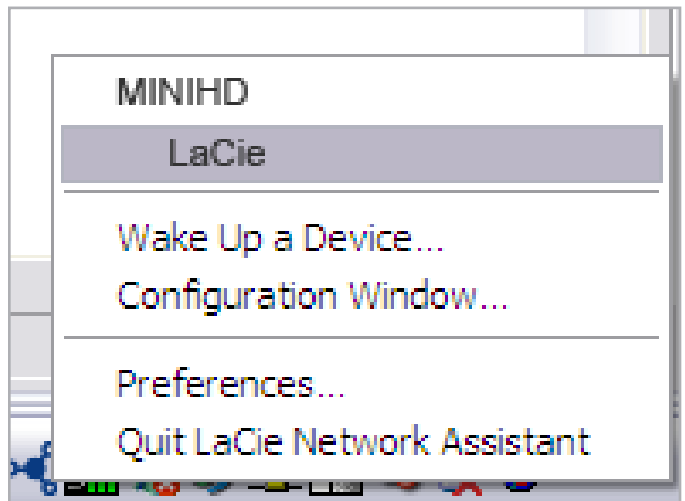 MINIHD
LaCie
Wake Up a Device...
Configuration Window...
Preferences...
Quit LaCie Network Assistant